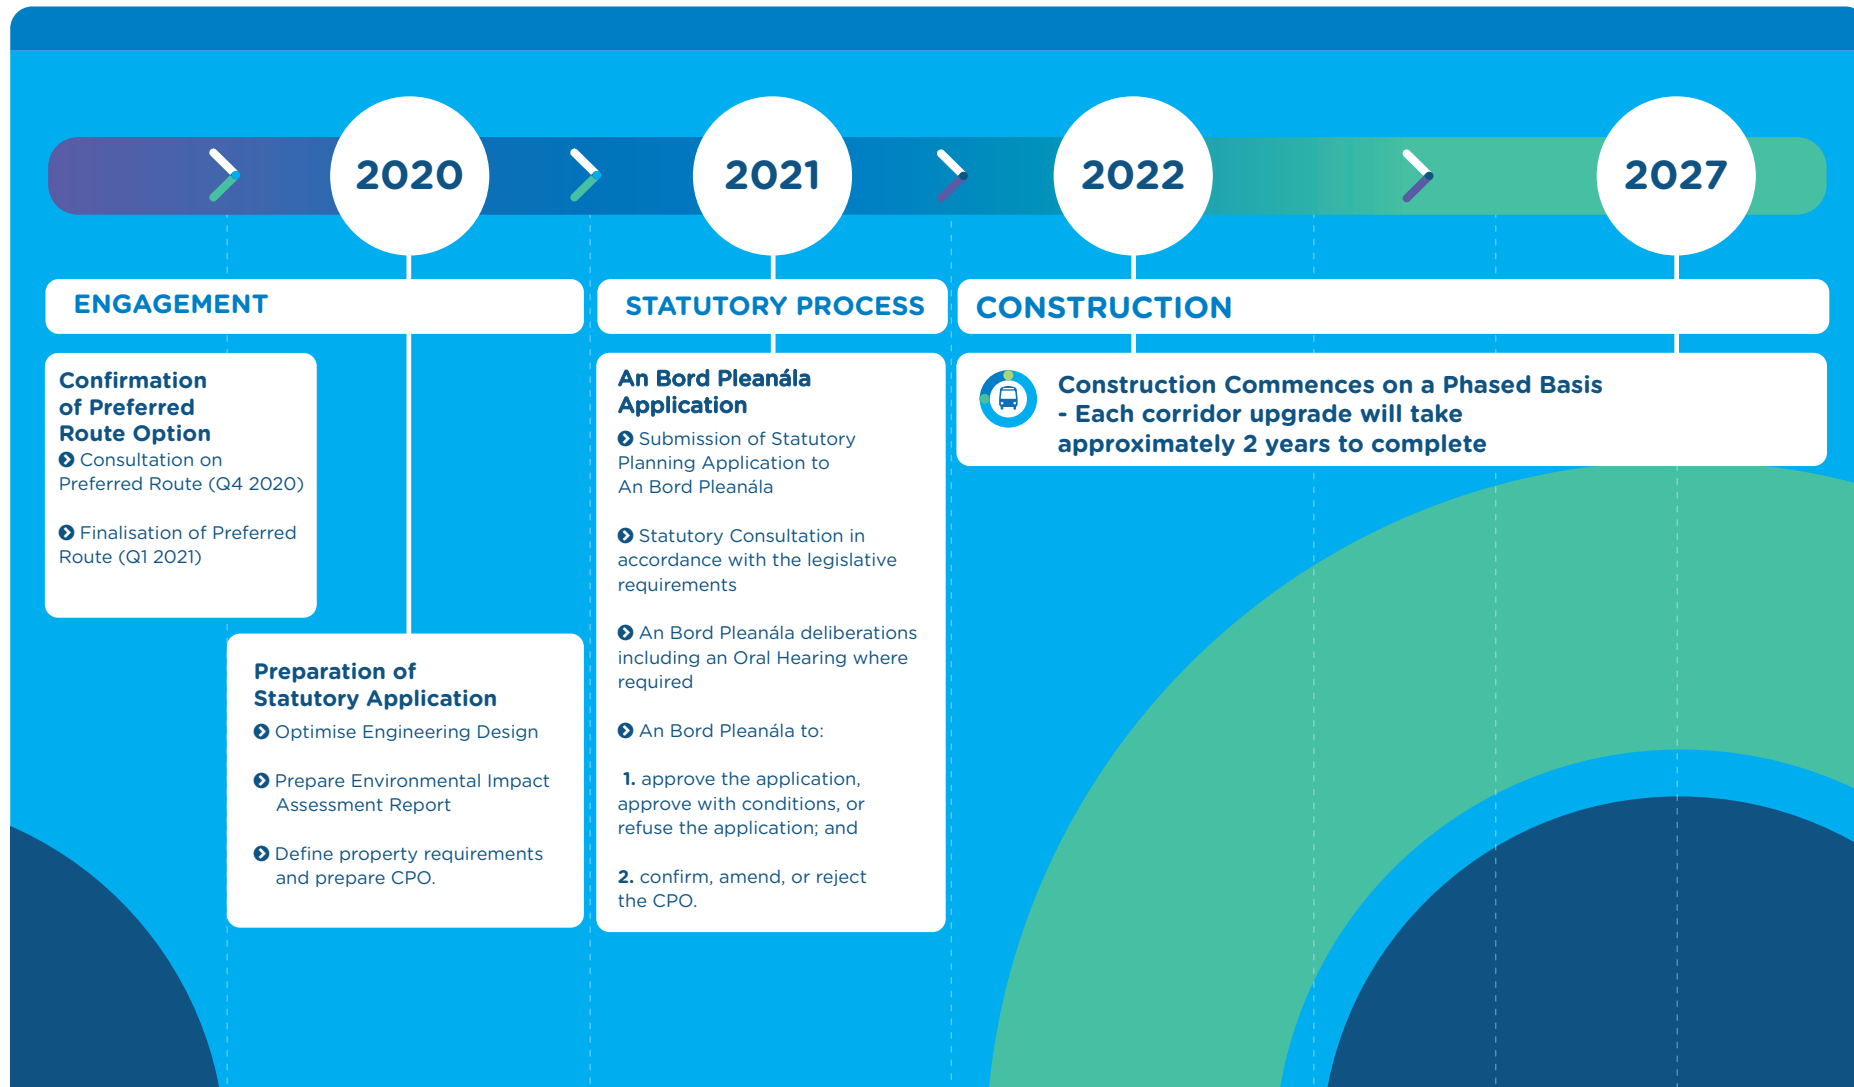 2020
2021
2022
2027
ENGAGEMENT
STATUTORY PROCESS
CONSTRUCTION
Confirmation
of Preferred
Route Option
Consultation on
Preferred Route (Q4 2020)
Finalisation of Preferred
Route (Q1 2021)
Preparation of
Statutory Application
Optimise Engineering Design
Prepare Environmental Impact
Assessment Report
Define property requirements
and prepare CPO.
An Bord Pleanála
Application
Submission of Statutory
Planning Application to
An Bord Pleanála
Statutory Consultation in
accordance with the legislative
requirements
An Bord Pleanála deliberations
including an Oral Hearing where
required
An Bord Pleanála to:
1. approve the application,
approve with conditions, or
refuse the application; and
2. confirm, amend, or reject
the CPO.
Construction Commences on a Phased Basis
- Each corridor upgrade will take
approximately 2 years to complete